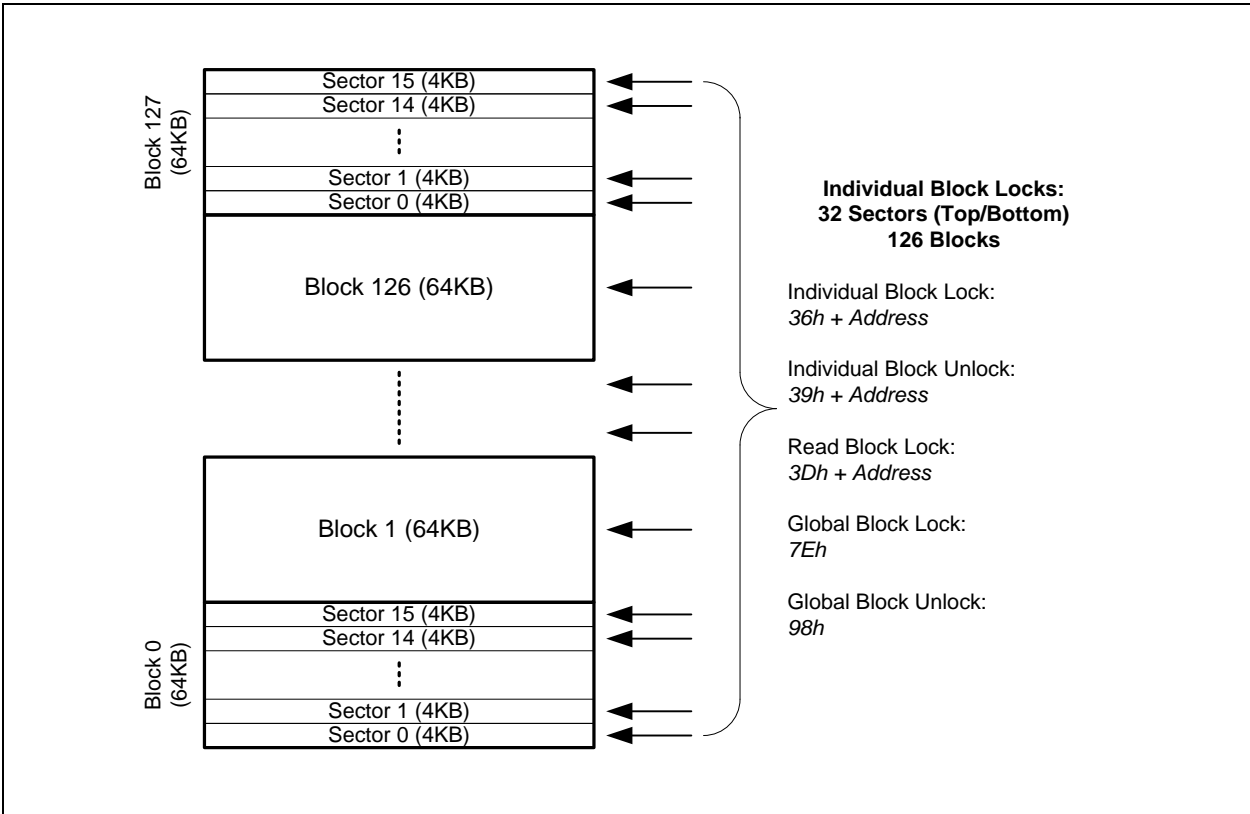 Block 127
(64KB)
Sector 15 (4KB)
Sector 14 (4KB)
Sector 1 (4KB)
Sector 0 (4KB)
Block 126 (64KB)
Block 1 (64KB)
Block 0
(64KB)
Sector 15 (4KB)
Sector 14 (4KB)
Sector 1 (4KB)
Sector 0 (4KB)
Individual Block Locks:
32 Sectors (Top/Bottom)
126 Blocks
Individual Block Lock:
36h + Address
Individual Block Unlock:
39h + Address
Read Block Lock:
3Dh + Address
Global Block Lock:
7Eh
Global Block Unlock:
98h